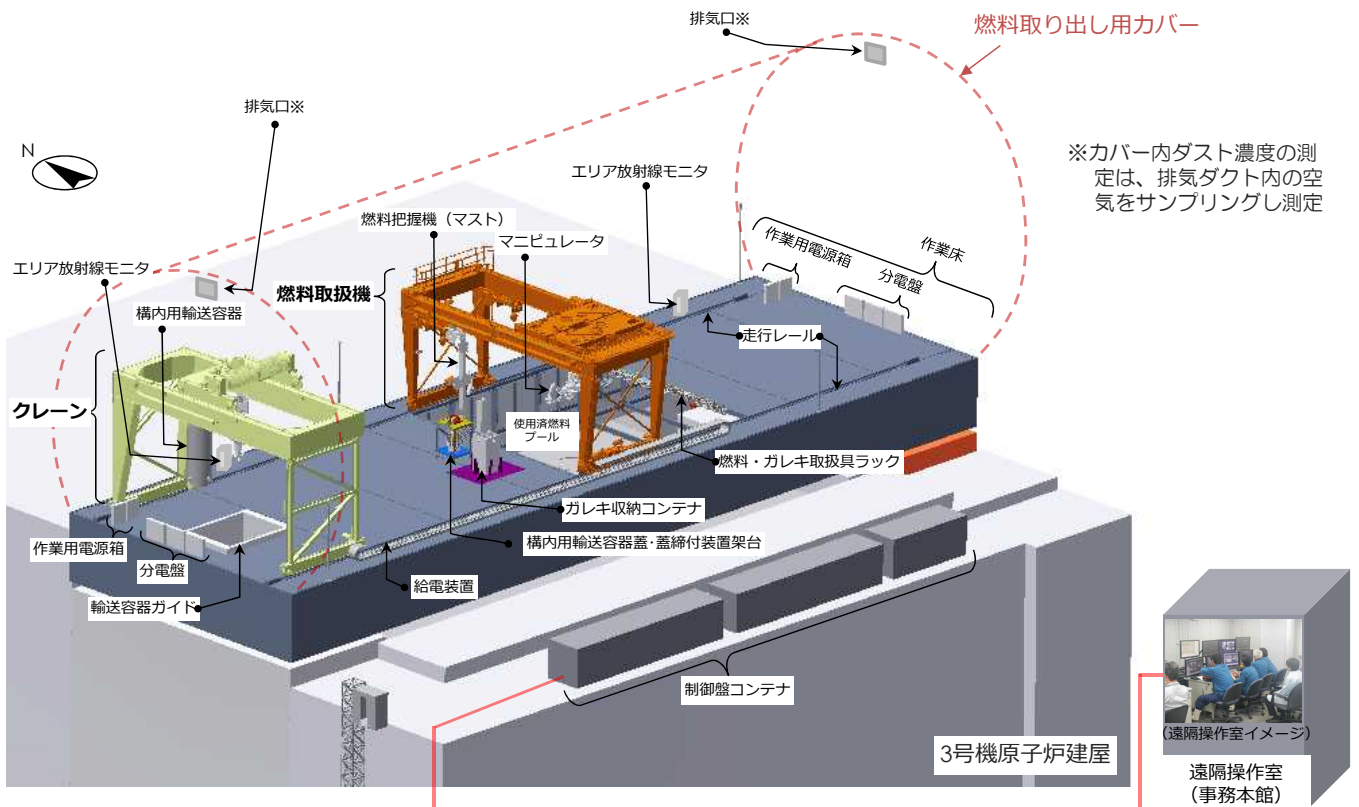 排気口※
燃料取り出し用カバー
排気口※
N
※カバー内ダスト濃度の測
定は、排気ダクト内の空
気をサンプリングし測定
エリア放射線モニタ
燃料把握機（マスト）
マニピュレータ
作業床
作業用電源箱
分電盤
エリア放射線モニタ
燃料取扱機
構内用輸送容器
走行レール
クレーン
使用済燃料
プール
燃料・ガレキ取扱具ラック
ガレキ収納コンテナ
構内用輸送容器蓋･蓋締付装置架台
作業用電源箱
分電盤
給電装置
輸送容器ガイド
制御盤コンテナ
3号機原子炉建屋
（遠隔操作室イメージ）
遠隔操作室
（事務本館）